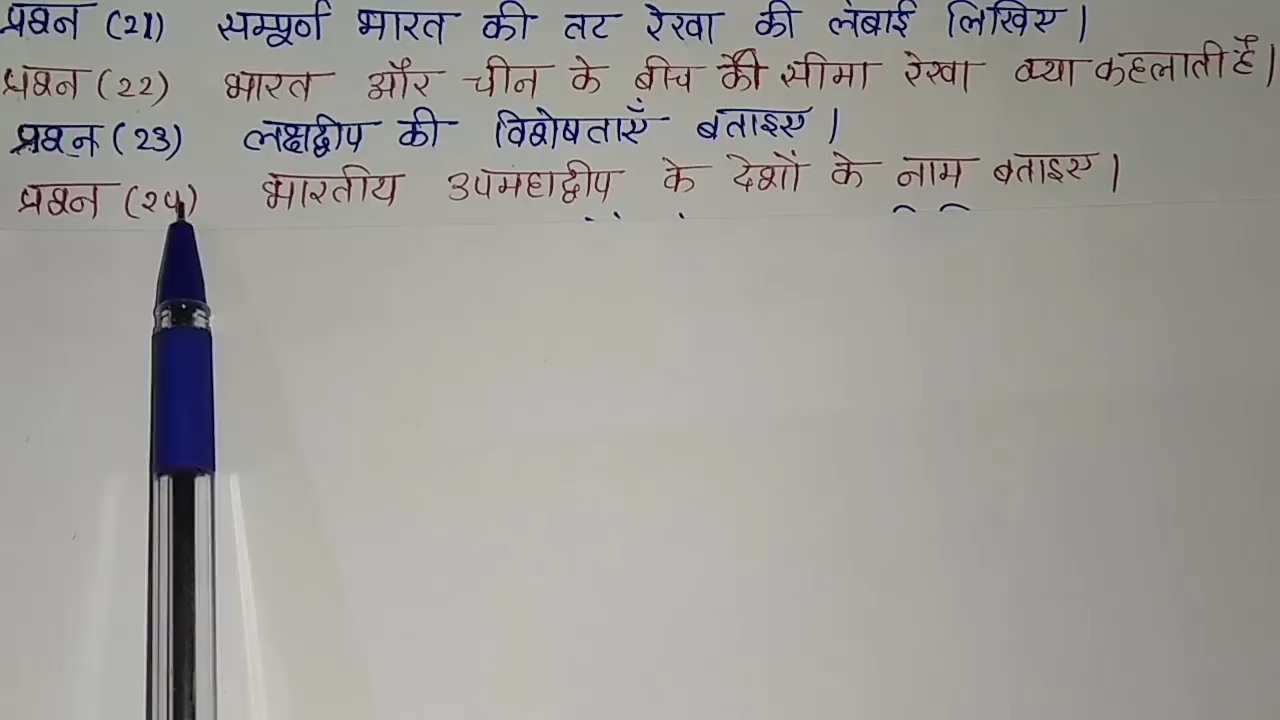 प्रश्न (21) सम्पूर्ण भारत की तट रेखा की लंबाई लिखिए।
प्रश्न (22) भारत और चीन के बीच की सीमा रेखा क्या कहलाती है।
प्रश्न (23) लक्षद्वीप की विशेषताएँ बताइए।
प्रश्न (24) भारतीय उपमहाद्वीप के देशों के नाम बताइए।